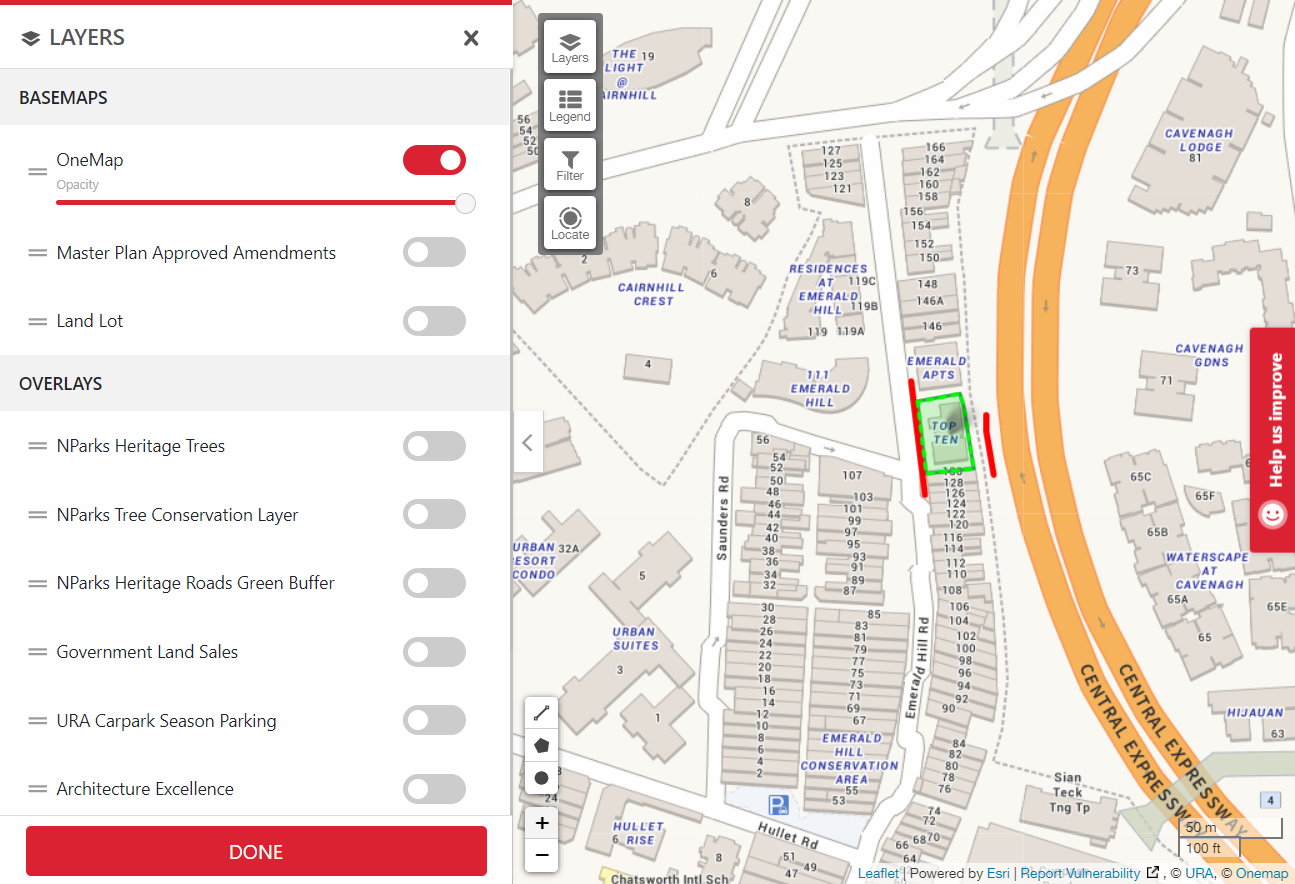 LAYERS
BASEMAPS
OneMap
Opacity
Master Plan Approved Amendments
Land Lot
OVERLAYS
NParks Heritage Trees
NParks Tree Conservation Layer
NParks Heritage Roads Green Buffer
Government Land Sales
URA Carpark Season Parking
Architecture Excellence
DONE
Layers
Legend
Filter
Locate
THE
LIGHT
@
19
56
54
52
127
125
123
121
166
164
162
160
158
156
154
152
150
148
146A
146
CAVENAGH
LODGE
81
8
2
6
CAIRNHILL
CREST
RESIDENCES
AT
EMERALD
HILL
119C
119B
119
119A
73
4
111
EMERALD
HILL
EMERALD
APTS
TOP
TEN
CAVENAGH
GDNS
71
Help us improve
128
126
124
122
120
116
114
112
110
108
106
104
102
100
98
96
94
92
90
84
82
80
78
76
74
72
70
68
66
64
56
54
52
50
48
46
44
42
40
38
36
34
32
30
28
26
24
22
20
18
16
14
12
10
8
6
4
2
107
103
101
99
97
95
93
91
89
87
85
83
81
79
77
75
73
71
69
67
EMERALD
HILL
CONSERVATION
AREA
55
53
Saunders Rd
Emerald Hill Rd
URBAN
32A
CONDO
5
URBAN
SUITES
3
1
65C
65F
65B
WATERSCAPE
AT
CAVENAGH
65A
65E
65
HIJAUAN
63
CENTRAL EXPRESSWAY
CENTRAL EXPRESSWAY
Sian
Teck
Tng Tp
4
24
HULLET
RISE
6
P
Hullet Rd
8
51
49
47
Chatsworth Intl Sch
+
−
50 m
100 ft
Leaflet | Powered by Esri | Report Vulnerability , © URA, © Onemap